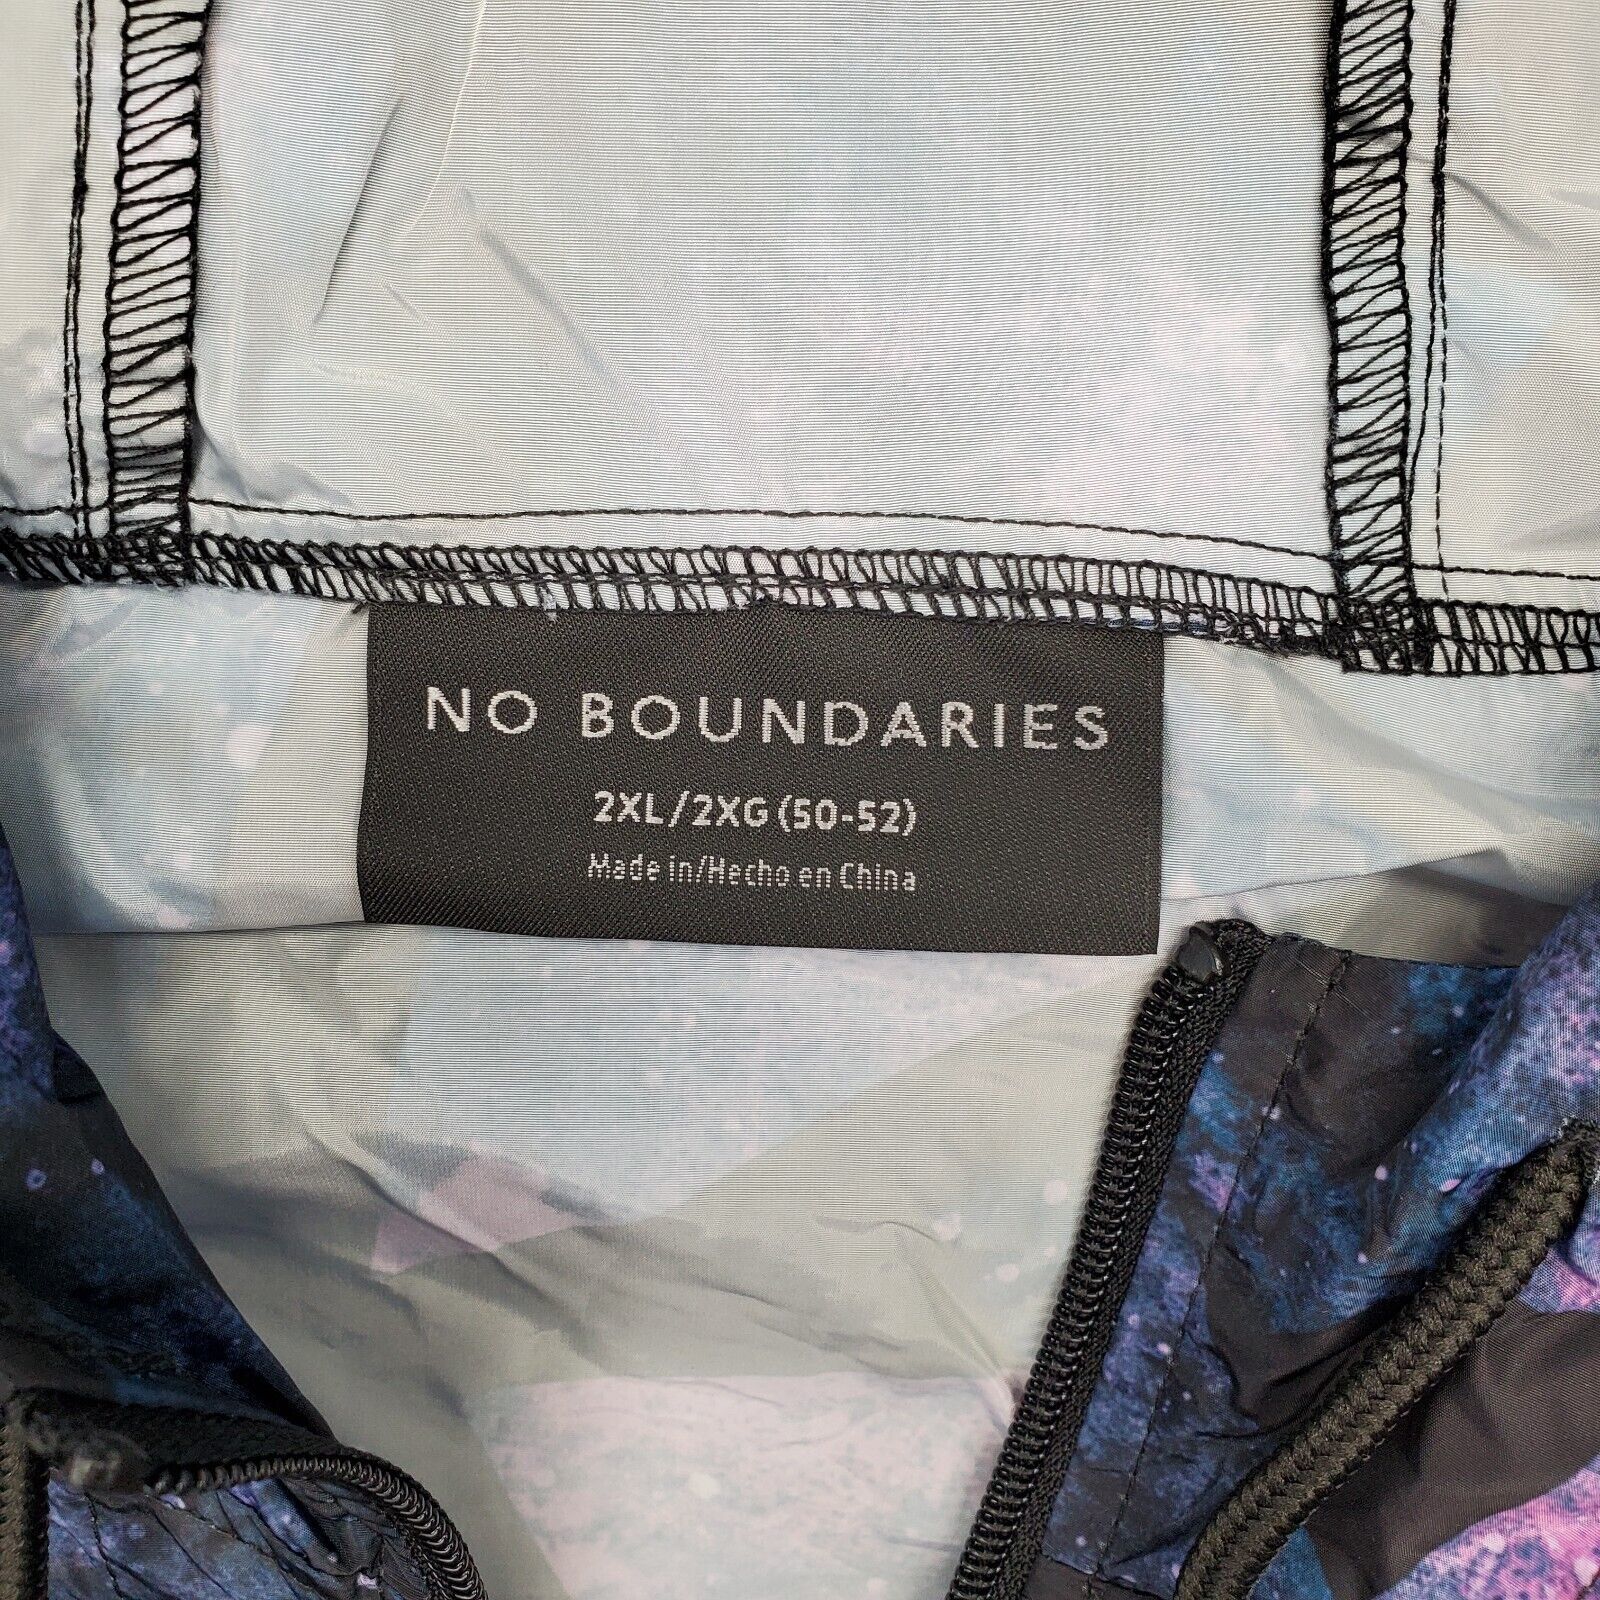 NO BOUNDARIES
2XL/2XG (50-52)
Made in/Hecho en China